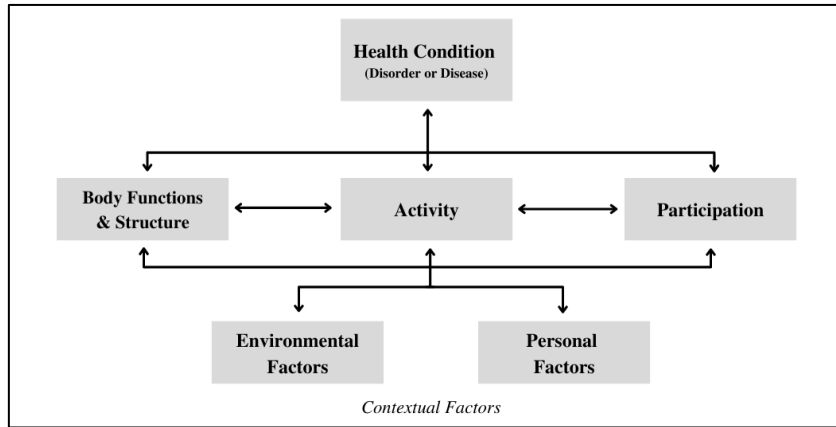 Health Condition
(Disorder or Disease)
Body Functions
& Structure
Activity
Participation
Environmental
Factors
Personal
Factors
Contextual Factors